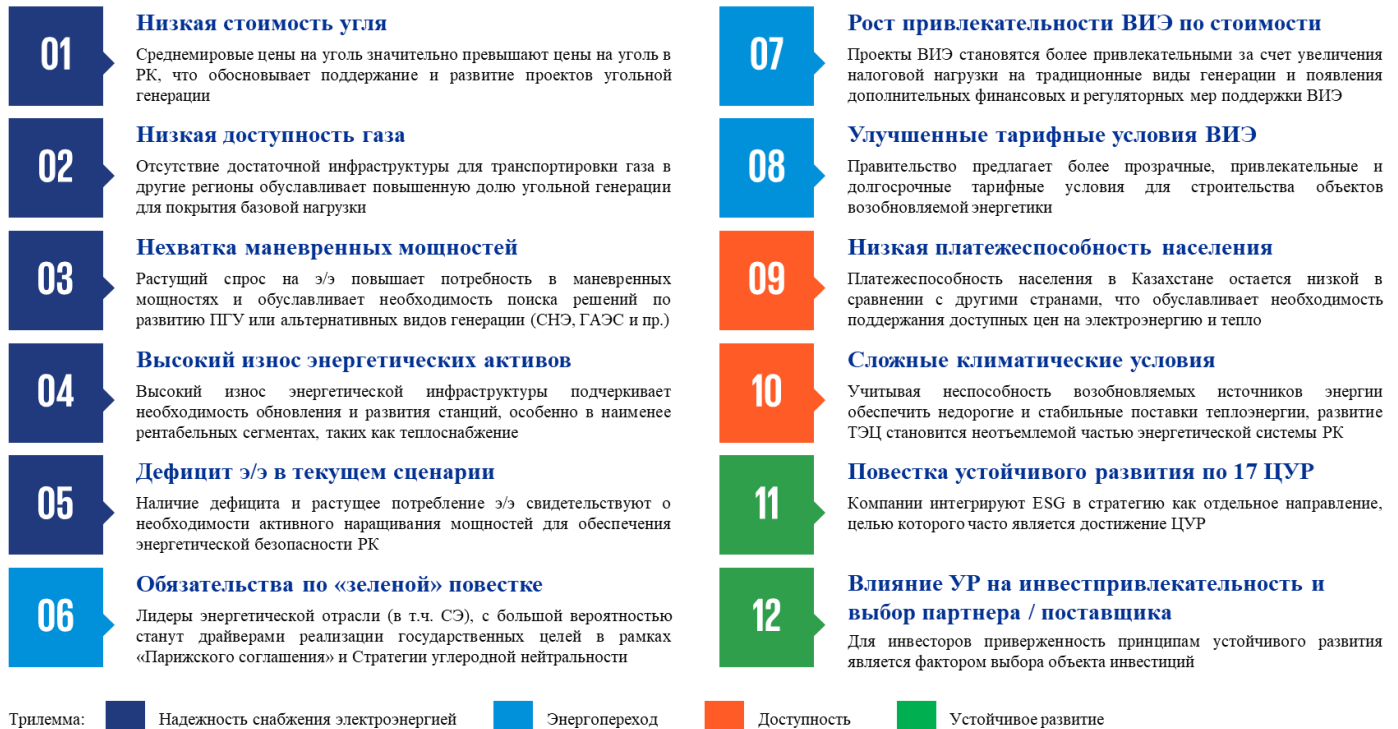 01
Низкая стоимость угля
Среднемировые цены на уголь значительно превышают цены на уголь в
РК, что обосновывает поддержание и развитие проектов угольной
генерации
02
Низкая доступность газа
Отсутствие достаточной инфраструктуры для транспортировки газа в
другие регионы обуславливает повышенную долю угольной генерации
для покрытия базовой нагрузки
03
Нехватка маневренных мощностей
Растущий спрос на э/э повышает потребность в маневренных
мощностях и обуславливает необходимость поиска решений по
развитию ПГУ или альтернативных видов генерации (СНЭ, ГАЭС и пр.)
04
Высокий износ энергетических активов
Высокий износ энергетической инфраструктуры подчеркивает
необходимость обновления и развития станций, особенно в наименее
рентабельных сегментах, таких как теплоснабжение
05
Дефицит э/э в текущем сценарии
Наличие дефицита и растущее потребление э/э свидетельствуют о
необходимости активного наращивания мощностей для обеспечения
энергетической безопасности РК
06
Обязательства по «зеленой» повестке
Лидеры энергетической отрасли (в т.ч. СЭ), с большой вероятностью
станут драйверами реализации государственных целей в рамках
«Парижского соглашения» и Стратегии углеродной нейтральности
07
Рост привлекательности ВИЭ по стоимости
Проекты ВИЭ становятся более привлекательными за счет увеличения
налоговой нагрузки на традиционные виды генерации и появления
дополнительных финансовых и регуляторных мер поддержки ВИЭ
08
Улучшенные тарифные условия ВИЭ
Правительство предлагает более прозрачные, привлекательные и
долгосрочные тарифные условия для строительства объектов
возобновляемой энергетики
09
Низкая платежеспособность населения
Платежеспособность населения в Казахстане остается низкой в
сравнении с другими странами, что обуславливает необходимость
поддержания доступных цен на электроэнергию и тепло
10
Сложные климатические условия
Учитывая неспособность возобновляемых источников энергии
обеспечить недорогие и стабильные поставки теплоэнергии, развитие
ТЭЦ становится неотъемлемой частью энергетической системы РК
11
Повестка устойчивого развития по 17 ЦУР
Компании интегрируют ESG в стратегию как отдельное направление,
целью которого часто является достижение ЦУР
12
Влияние УР на инвестпривлекательность и
выбор партнера / поставщика
Для инвесторов приверженность принципам устойчивого развития
является фактором выбора объекта инвестиций
Трилемма:
Надежность снабжения электроэнергией
Энергопереход
Доступность
Устойчивое развитие